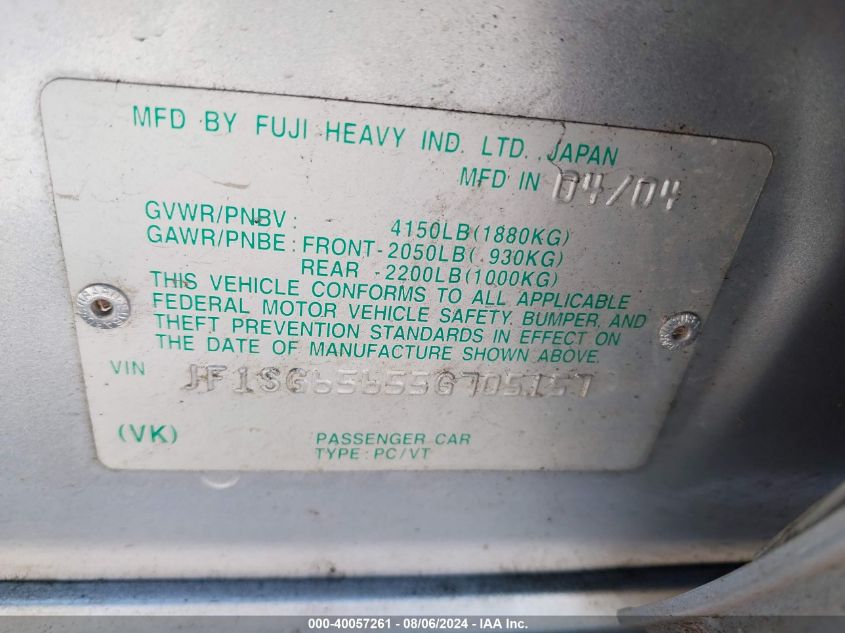 MFD BY FUJI HEAVY IND. LTD. JAPAN
MFD IN 04/04
GVWR/PNBV : 4150LB(1880KG)
GAWR/PNBE : FRONT-2050LB( 930KG)
REAR -2200LB(1000KG)
THIS VEHICLE CONFORMS TO ALL APPLICABLE
FEDERAL MOTOR VEHICLE SAFETY, BUMPER, AND
THEFT PREVENTION STANDARDS IN EFFECT ON
THE DATE OF MANUFACTURE SHOWN ABOVE.
VIN JF1SG65655G705157
(VK) PASSENGER CAR
TYPE : PC/VT
000-40057261 - 08/06/2024 - IAA Inc.